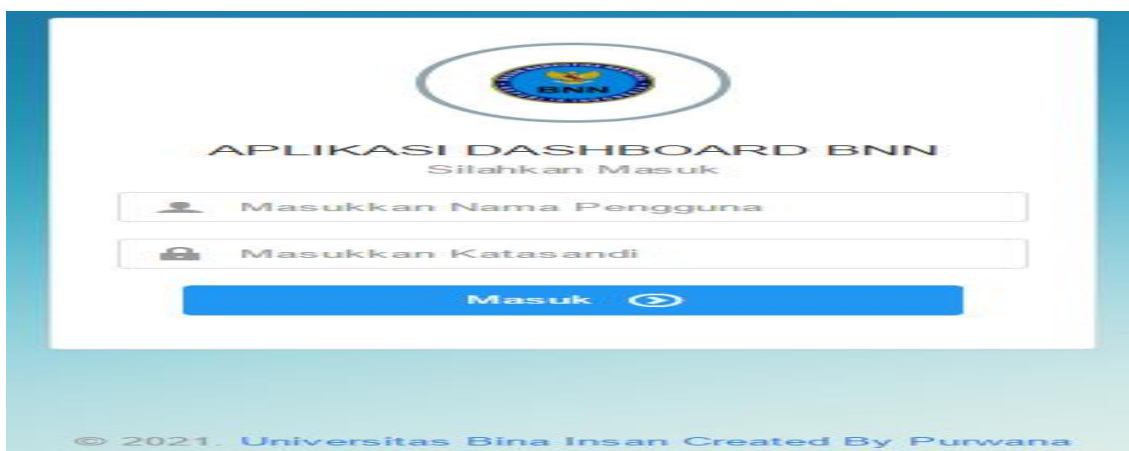 BNN
APLIKASI DASHBOARD BNN
Silahkan Masuk
Masukkan Nama Pengguna
Masukkan Katasandi
Masuk
© 2021. Universitas Bina Insan Created By Purwana